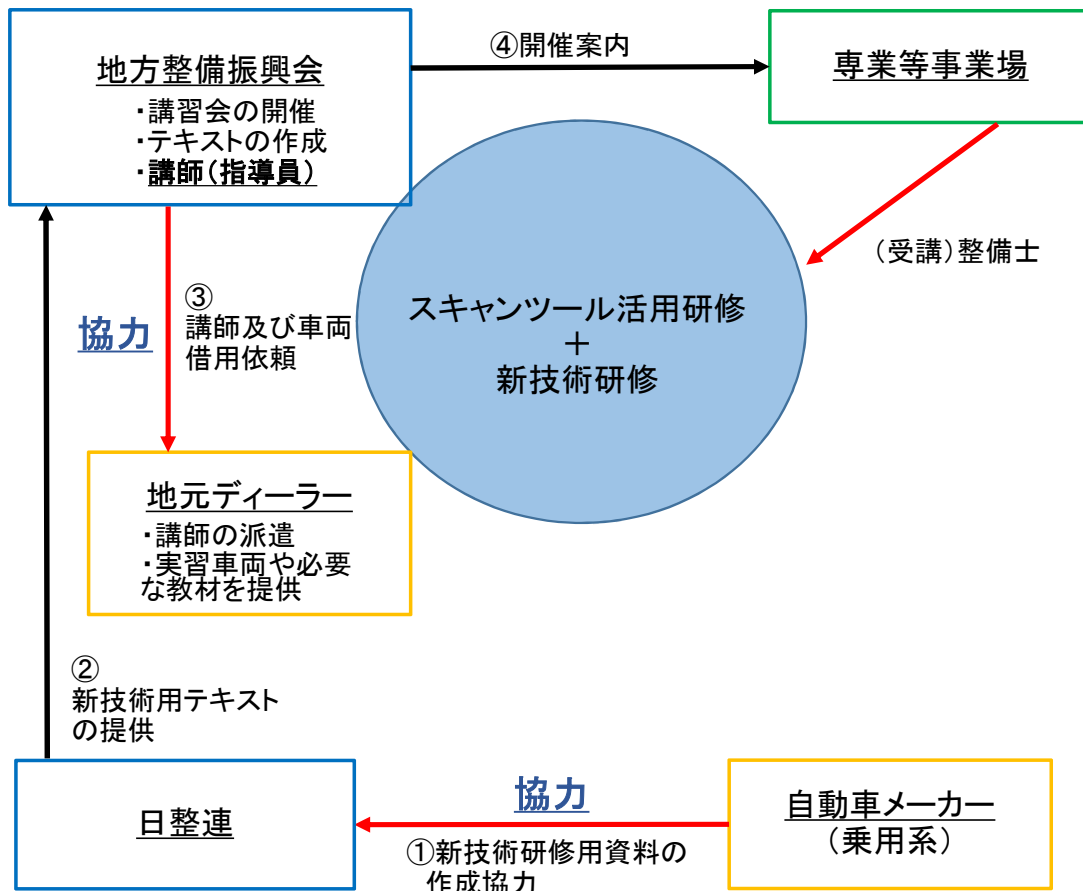 ④開催案内
地方整備振興会
・講習会の開催
・テキストの作成
・講師（指導員）
専業等事業場
（受講）整備士
スキャンツール活用研修
＋
新技術研修
協力
③
講師及び車両
借用依頼
地元ディーラー
・講師の派遣
・実習車両や必要
な教材を提供
②
新技術用テキスト
の提供
日整連
協力
①新技術研修用資料の
作成協力
自動車メーカー
（乗用系）